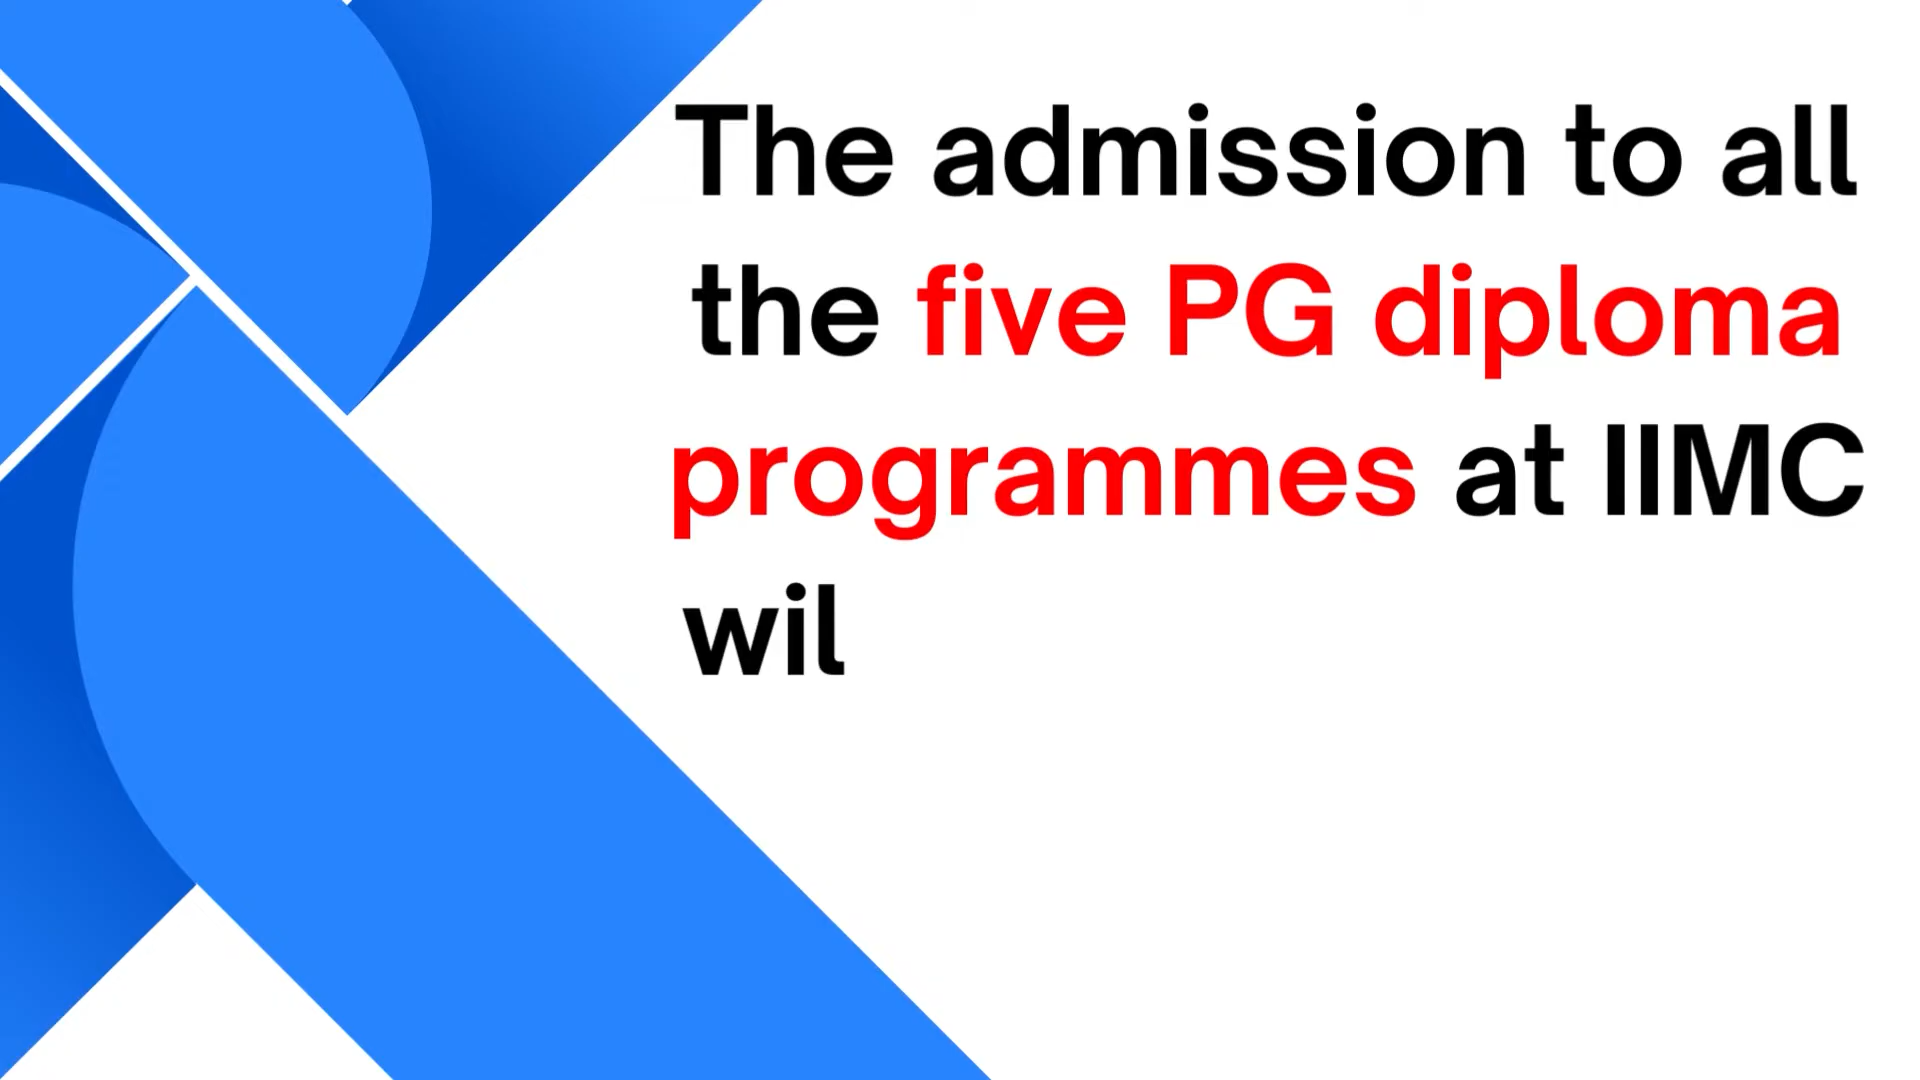 The admission to all
the five PG diploma
programmes at IIMC
wil